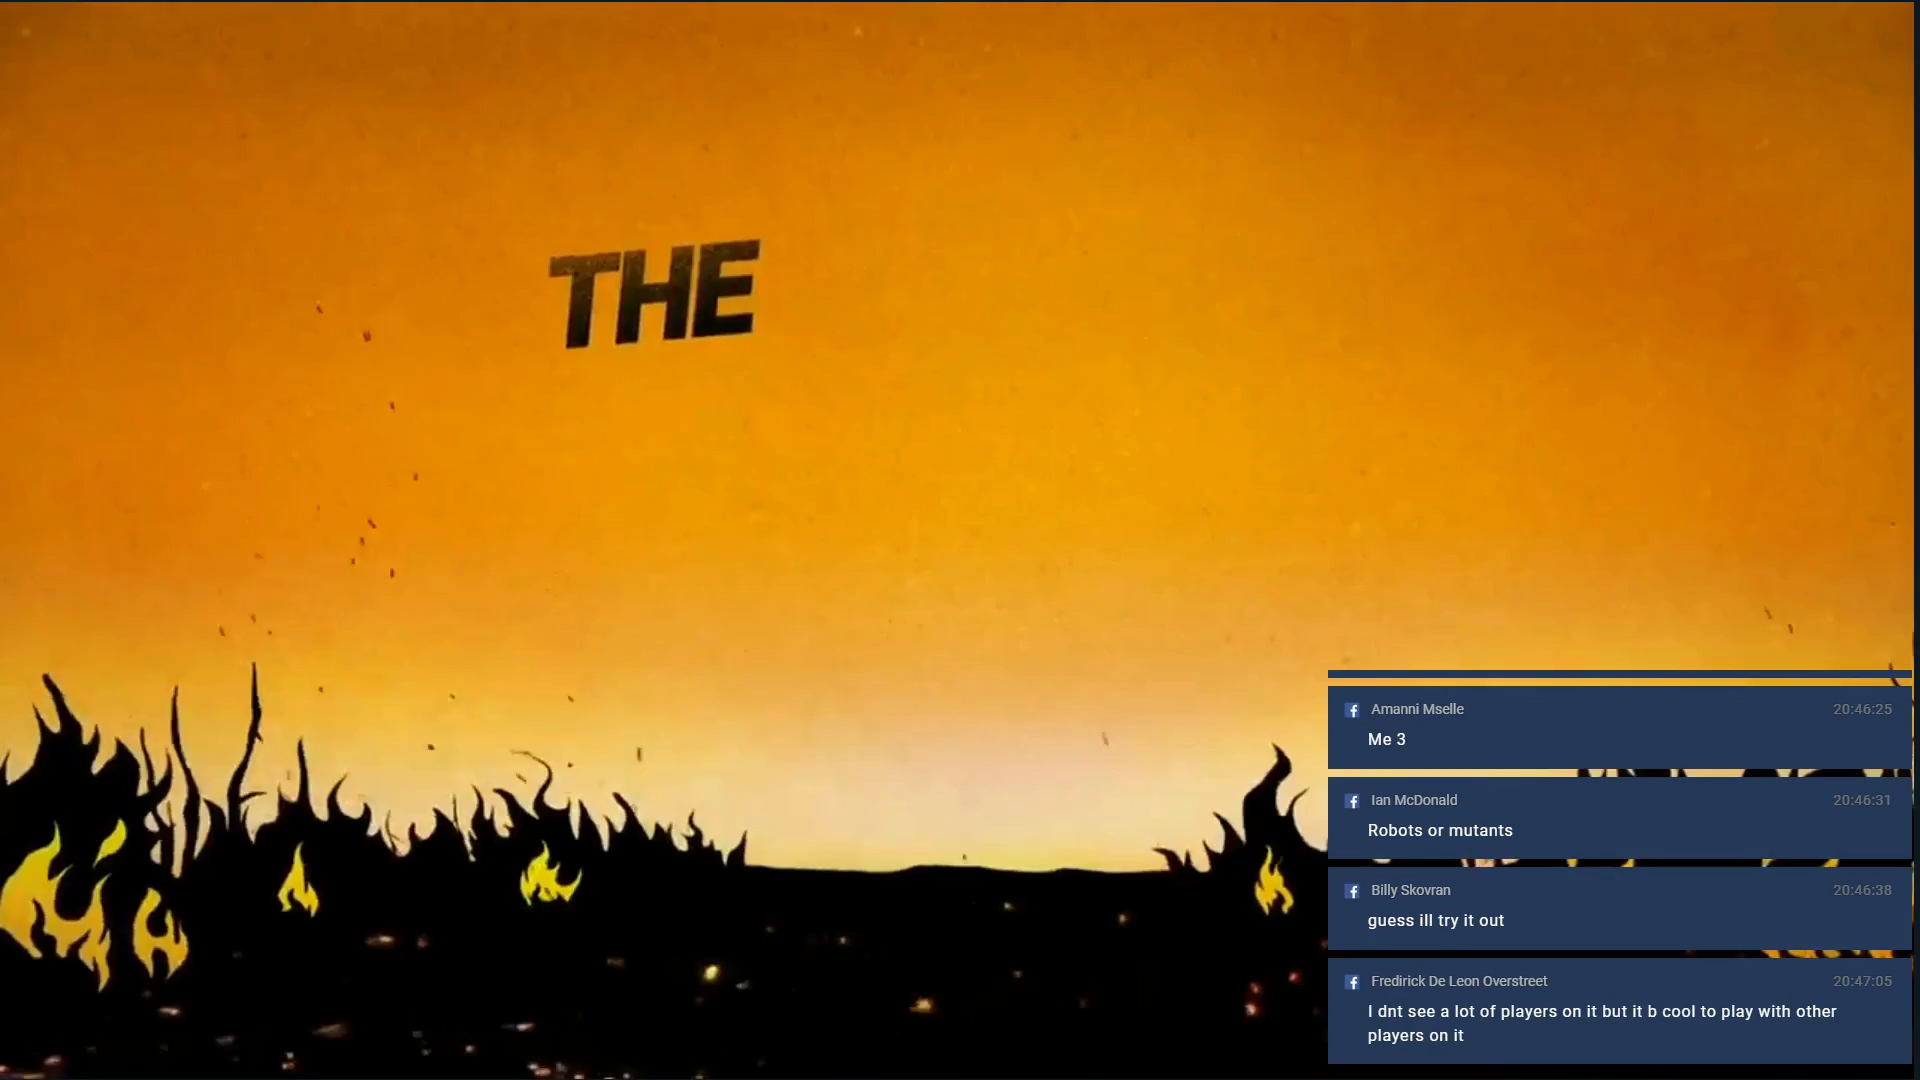 THE
Amanni Mselle 20:46:25
Me 3
Ian McDonald 20:46:31
Robots or mutants
Billy Skovran 20:46:38
guess ill try it out
Fredirick De Leon Overstreet 20:47:05
I dnt see a lot of players on it but it b cool to play with other
players on it